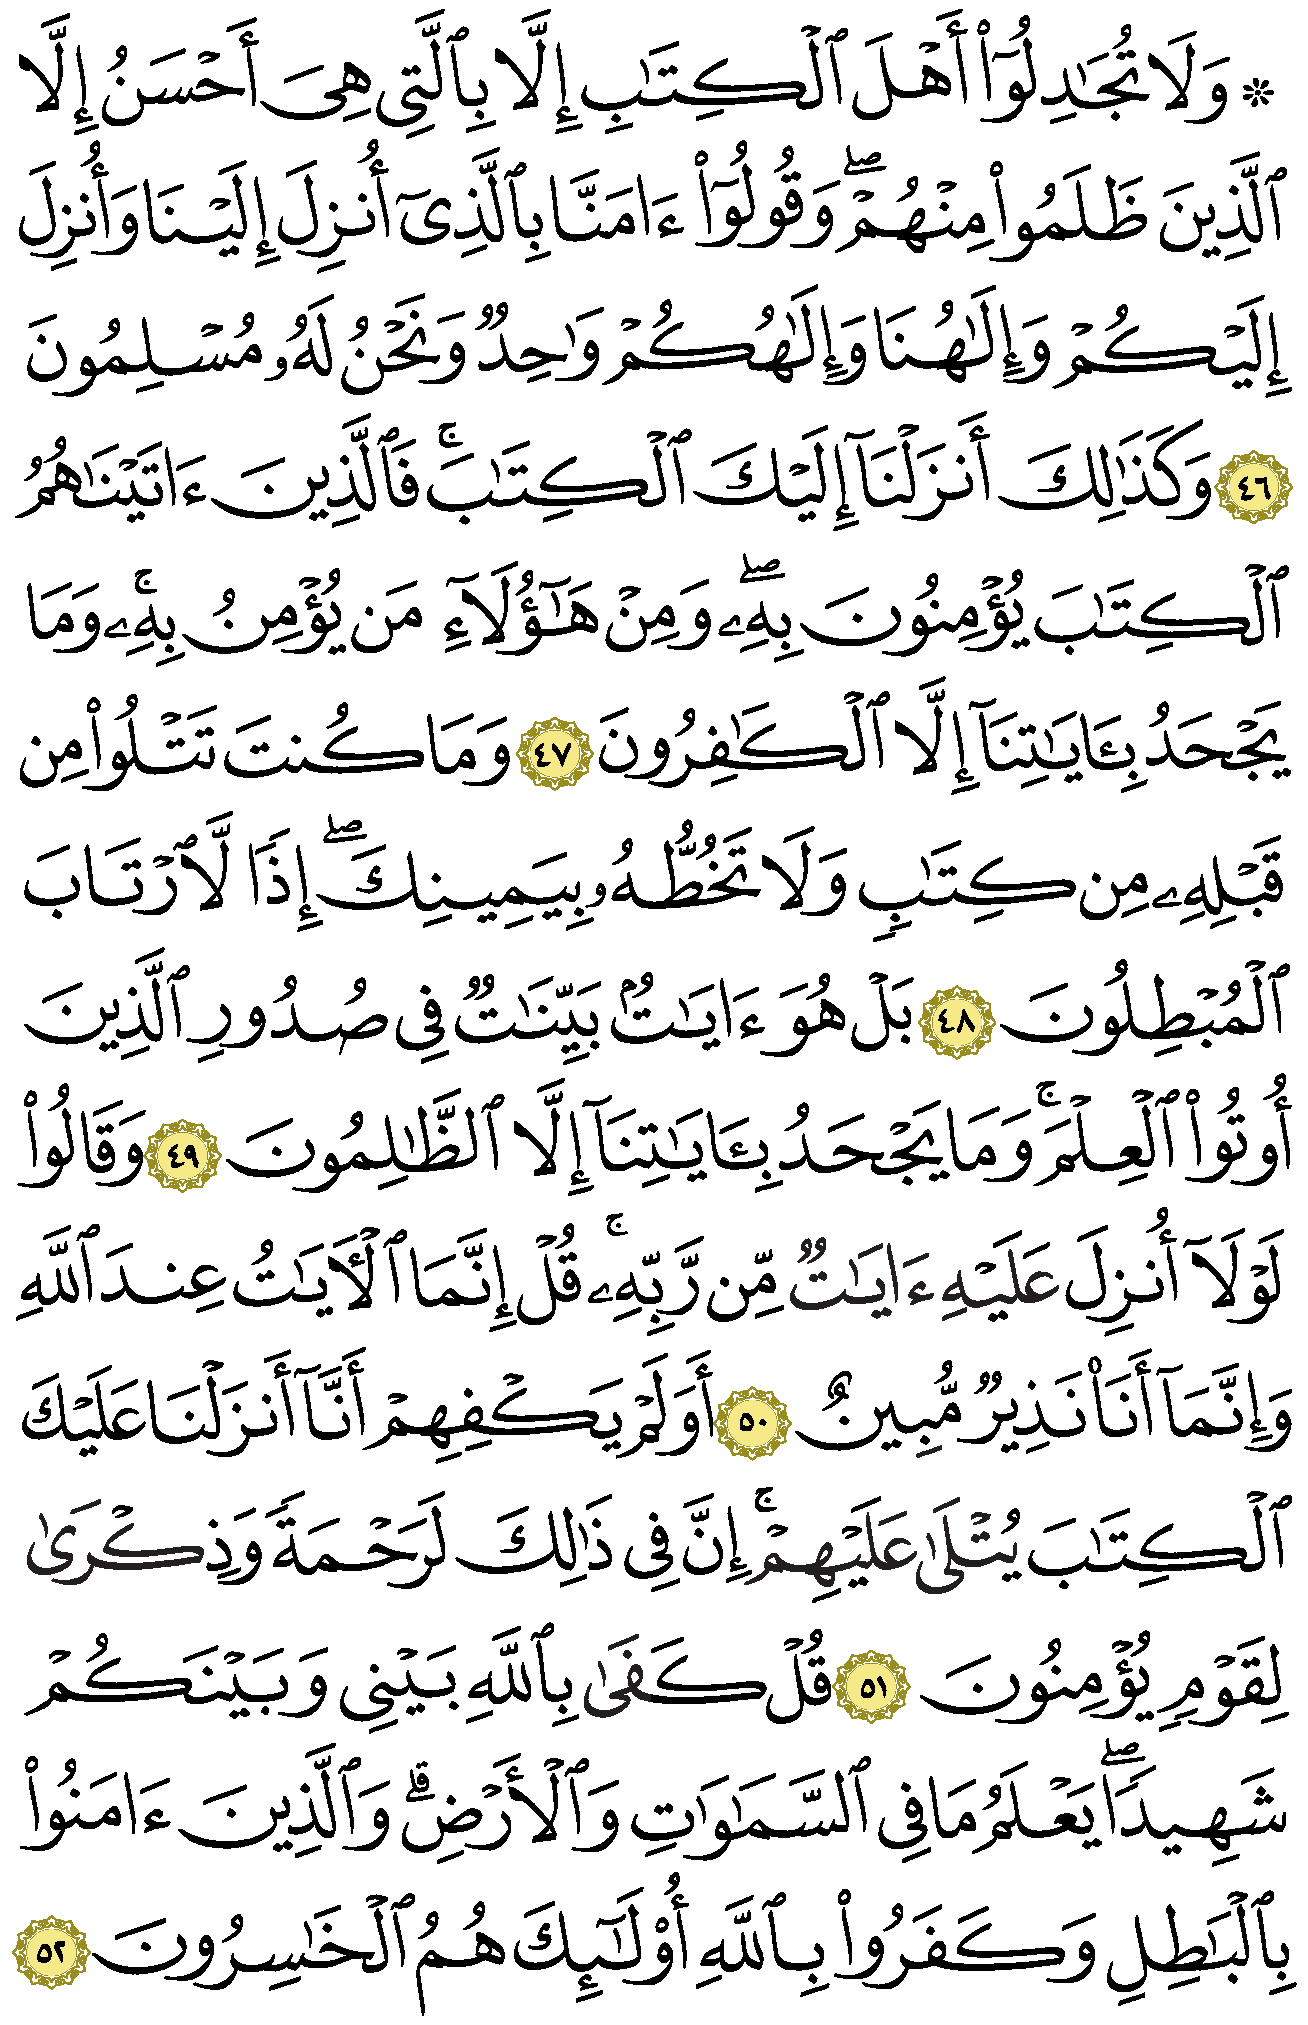 ۞ وَلَا تُجَٰدِلُوٓا۟ أَهْلَ ٱلْكِتَٰبِ إِلَّا بِٱلَّتِى هِىَ أَحْسَنُ إِلَّا
ٱلَّذِينَ ظَلَمُوا۟ مِنْهُمْ ۖ وَقُولُوٓا۟ ءَامَنَّا بِٱلَّذِىٓ أُنزِلَ إِلَيْنَا وَأُنزِلَ
إِلَيْكُمْ وَإِلَٰهُنَا وَإِلَٰهُكُمْ وَٰحِدٌ وَنَحْنُ لَهُۥ مُسْلِمُونَ
٤٦ وَكَذَٰلِكَ أَنزَلْنَآ إِلَيْكَ ٱلْكِتَٰبَ ۚ فَٱلَّذِينَ ءَاتَيْنَٰهُمُ
ٱلْكِتَٰبَ يُؤْمِنُونَ بِهِۦ ۖ وَمِنْ هَٰٓؤُلَآءِ مَن يُؤْمِنُ بِهِۦ ۚ وَمَا
يَجْحَدُ بِـَٔايَٰتِنَآ إِلَّا ٱلْكَٰفِرُونَ ٤٧ وَمَا كُنتَ تَتْلُوا۟ مِن
قَبْلِهِۦ مِن كِتَٰبٍ وَلَا تَخُطُّهُۥ بِيَمِينِكَ ۖ إِذًا لَّٱرْتَابَ
ٱلْمُبْطِلُونَ ٤٨ بَلْ هُوَ ءَايَٰتٌۢ بَيِّنَٰتٌ فِى صُدُورِ ٱلَّذِينَ
أُوتُوا۟ ٱلْعِلْمَ ۚ وَمَا يَجْحَدُ بِـَٔايَٰتِنَآ إِلَّا ٱلظَّٰلِمُونَ ٤٩ وَقَالُوا۟
لَوْلَآ أُنزِلَ عَلَيْهِ ءَايَٰتٌ مِّن رَّبِّهِۦ ۚ قُلْ إِنَّمَا ٱلْـَٔايَٰتُ عِندَ ٱللَّهِ
وَإِنَّمَآ أَنَا۠ نَذِيرٌ مُّبِينٌ ٥٠ أَوَلَمْ يَكْفِهِمْ أَنَّآ أَنزَلْنَا عَلَيْكَ
ٱلْكِتَٰبَ يُتْلَىٰ عَلَيْهِمْ ۚ إِنَّ فِى ذَٰلِكَ لَرَحْمَةً وَذِكْرَىٰ
لِقَوْمٍ يُؤْمِنُونَ ٥١ قُلْ كَفَىٰ بِٱللَّهِ بَيْنِى وَبَيْنَكُمْ
شَهِيدًا ۖ يَعْلَمُ مَا فِى ٱلسَّمَٰوَٰتِ وَٱلْأَرْضِ ۗ وَٱلَّذِينَ ءَامَنُوا۟
بِٱلْبَٰطِلِ وَكَفَرُوا۟ بِٱللَّهِ أُو۟لَٰٓئِكَ هُمُ ٱلْخَٰسِرُونَ ٥٢